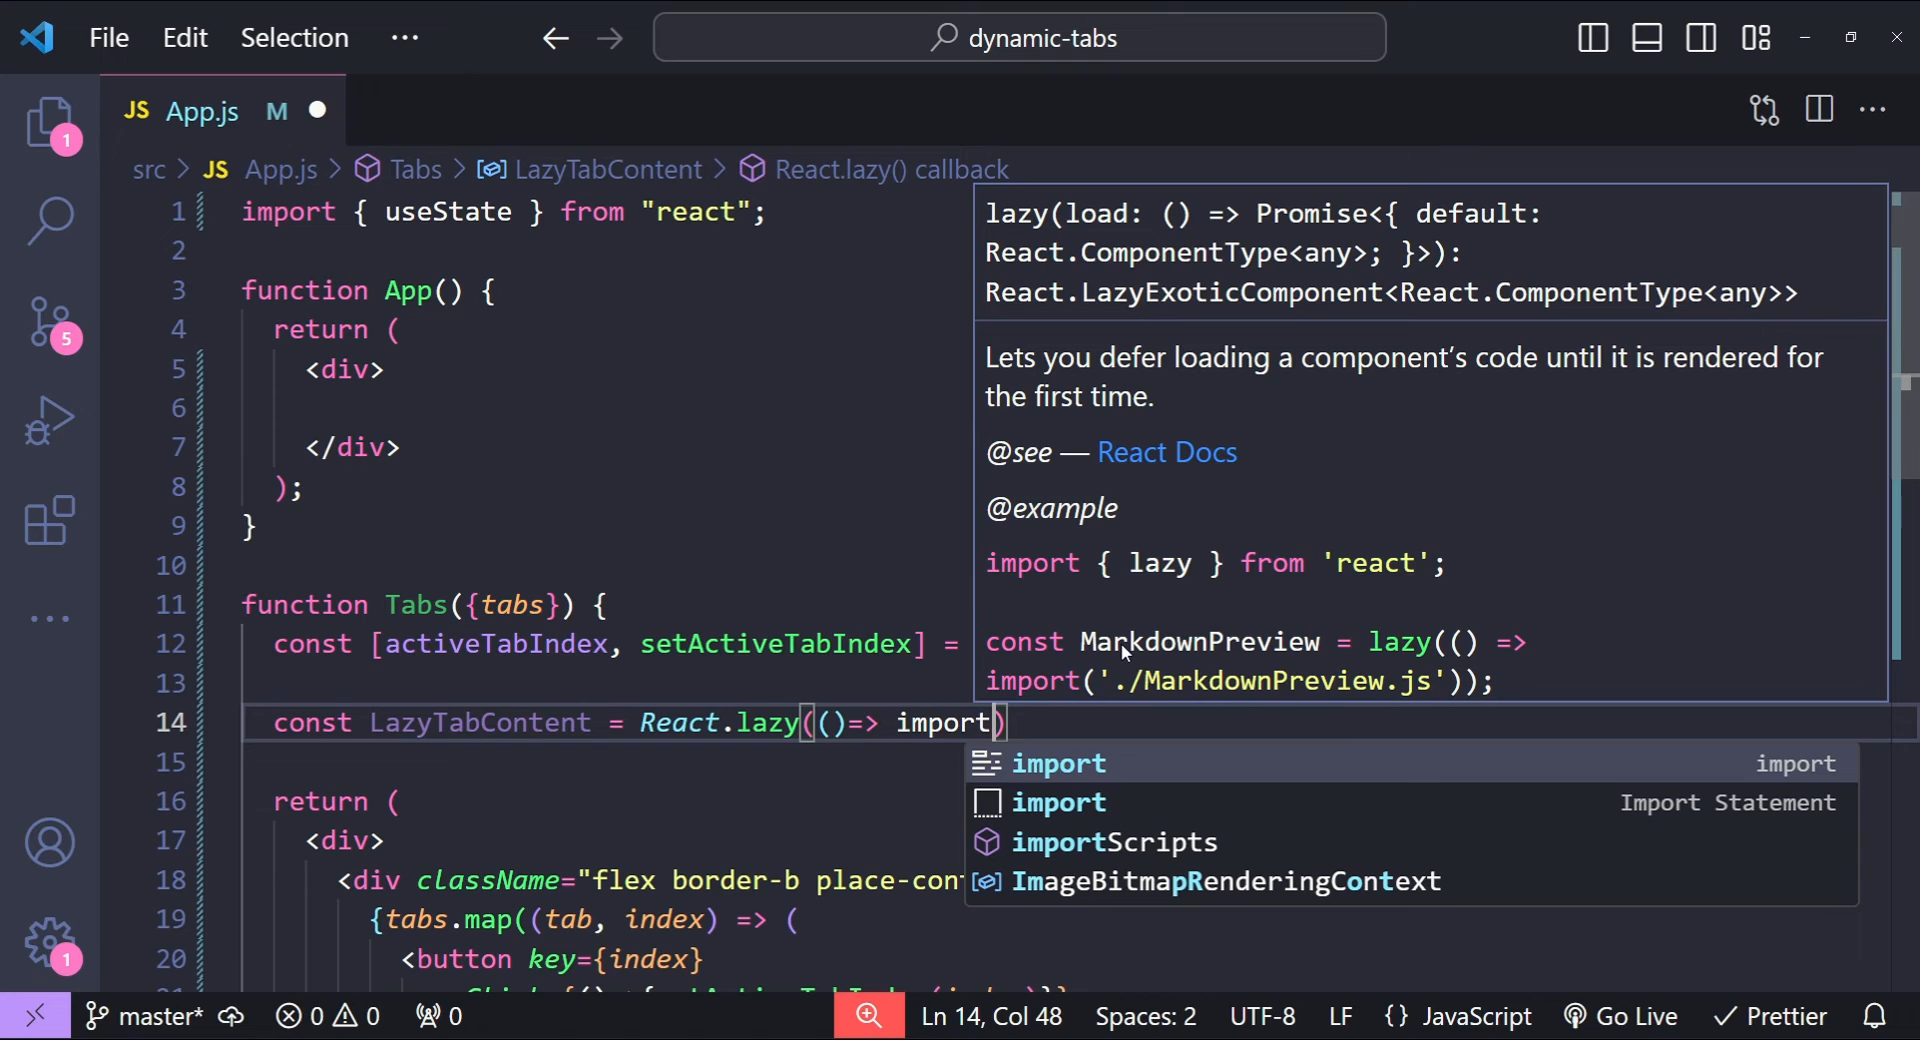 File Edit Selection ··· dynamic-tabs
JS App.js M
src > JS App.js > Tabs > LazyTabContent > React.lazy() callback
1 import { useState } from "react";
2
3 function App() {
4 return (
5 <div>
6
7 </div>
8 );
9 }
10
11 function Tabs({tabs}) {
12 const [activeTabIndex, setActiveTabIndex] =
13
14 const LazyTabContent = React.lazy(()=> import)
15
16 return (
17 <div>
18 <div className="flex border-b place-con
19 {tabs.map((tab, index) => (
20 <button key={index}
lazy(load: () => Promise<{ default:
React.ComponentType<any>; }>):
React.LazyExoticComponent<React.ComponentType<any>>
Lets you defer loading a component's code until it is rendered for
the first time.
@see — React Docs
@example
import { lazy } from 'react';
const MarkdownPreview = lazy(() =>
import('./MarkdownPreview.js'));
import import
import Import Statement
importScripts
ImageBitmapRenderingContext
1
5
1
master* 0 0 0 Ln 14, Col 48 Spaces: 2 UTF-8 LF {} JavaScript Go Live Prettier